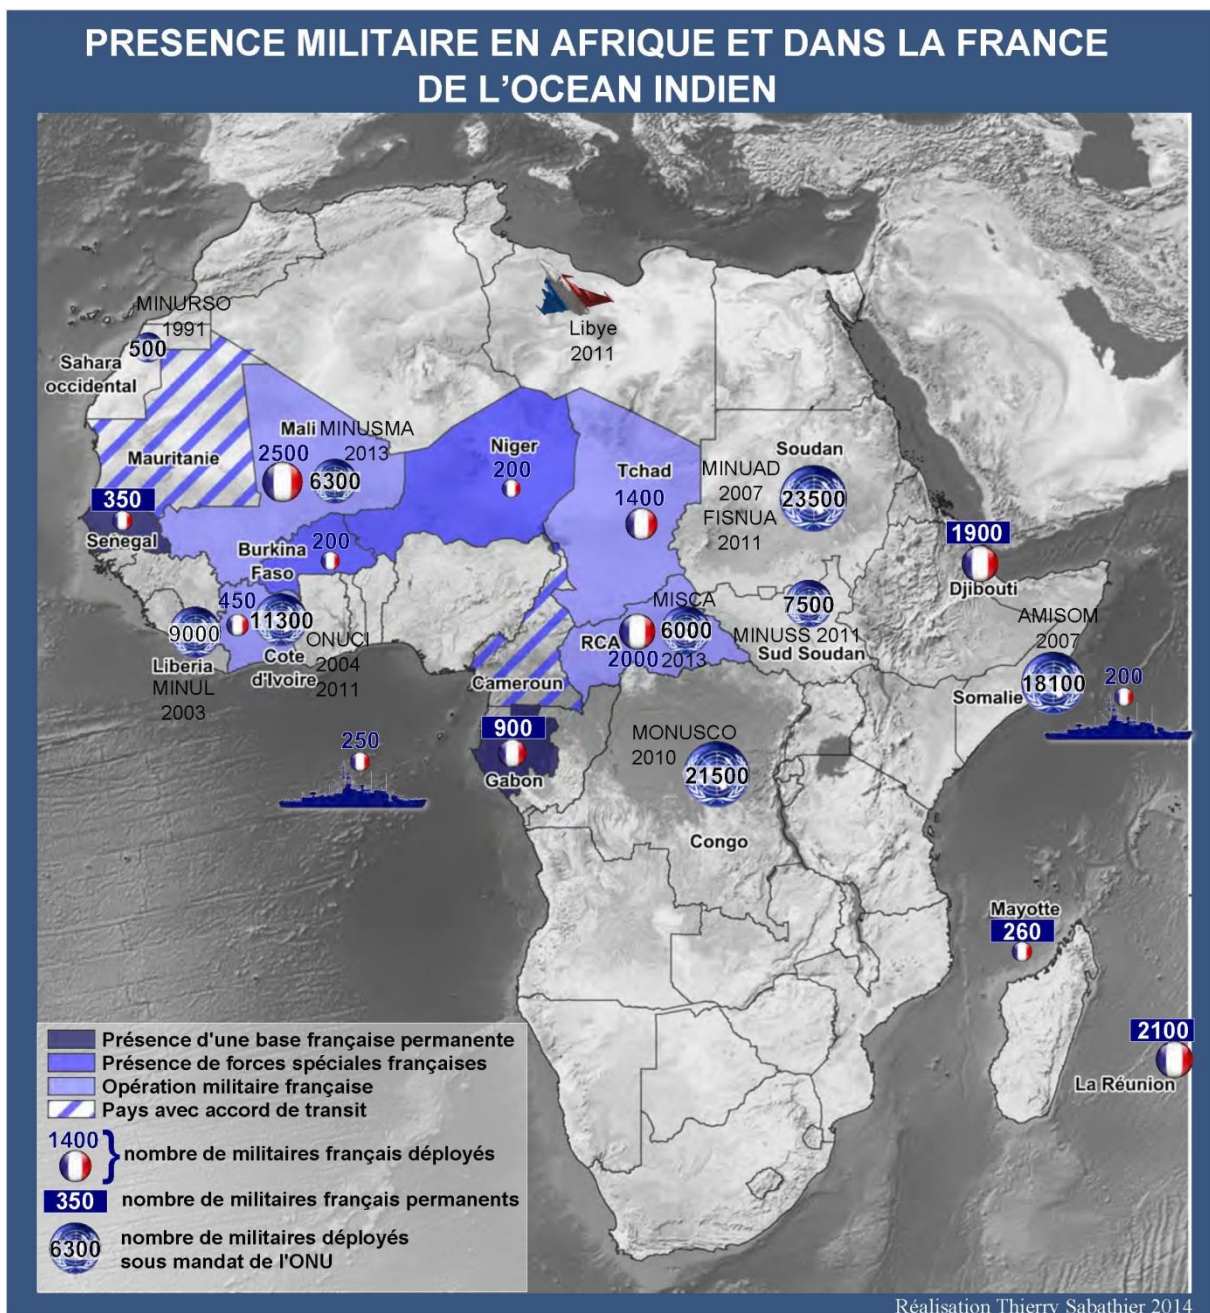 PRESENCE MILITAIRE EN AFRIQUE ET DANS LA FRANCE
DE L'OCEAN INDIEN
MINURSO
1991
500
Sahara
occidental
Libye
2011
Mauritanie
Mali
MINUSMA
2013
2500
6300
Niger
200
Tchad
1400
Soudan
MINUAD
2007
FISNUA
2011
23500
350
Senegal
Burkina
Faso
200
1900
Djibouti
450
11300
ONUCI
2004
2011
Cote
d'Ivoire
9000
Liberia
MINUL
2003
MISCA
6000
2013
RCA
2000
7500
MINUSS 2011
Sud Soudan
AMISOM
2007
18100
Somalie
200
Cameroun
250
900
Gabon
MONUSCO
2010
21500
Congo
Mayotte
260
2100
La Réunion
Présence d'une base française permanente
Présence de forces spéciales françaises
Opération militaire française
Pays avec accord de transit
1400
nombre de militaires français déployés
350
nombre de militaires français permanents
6300
nombre de militaires déployés
sous mandat de l'ONU
Réalisation Thierry Sabathier 2014